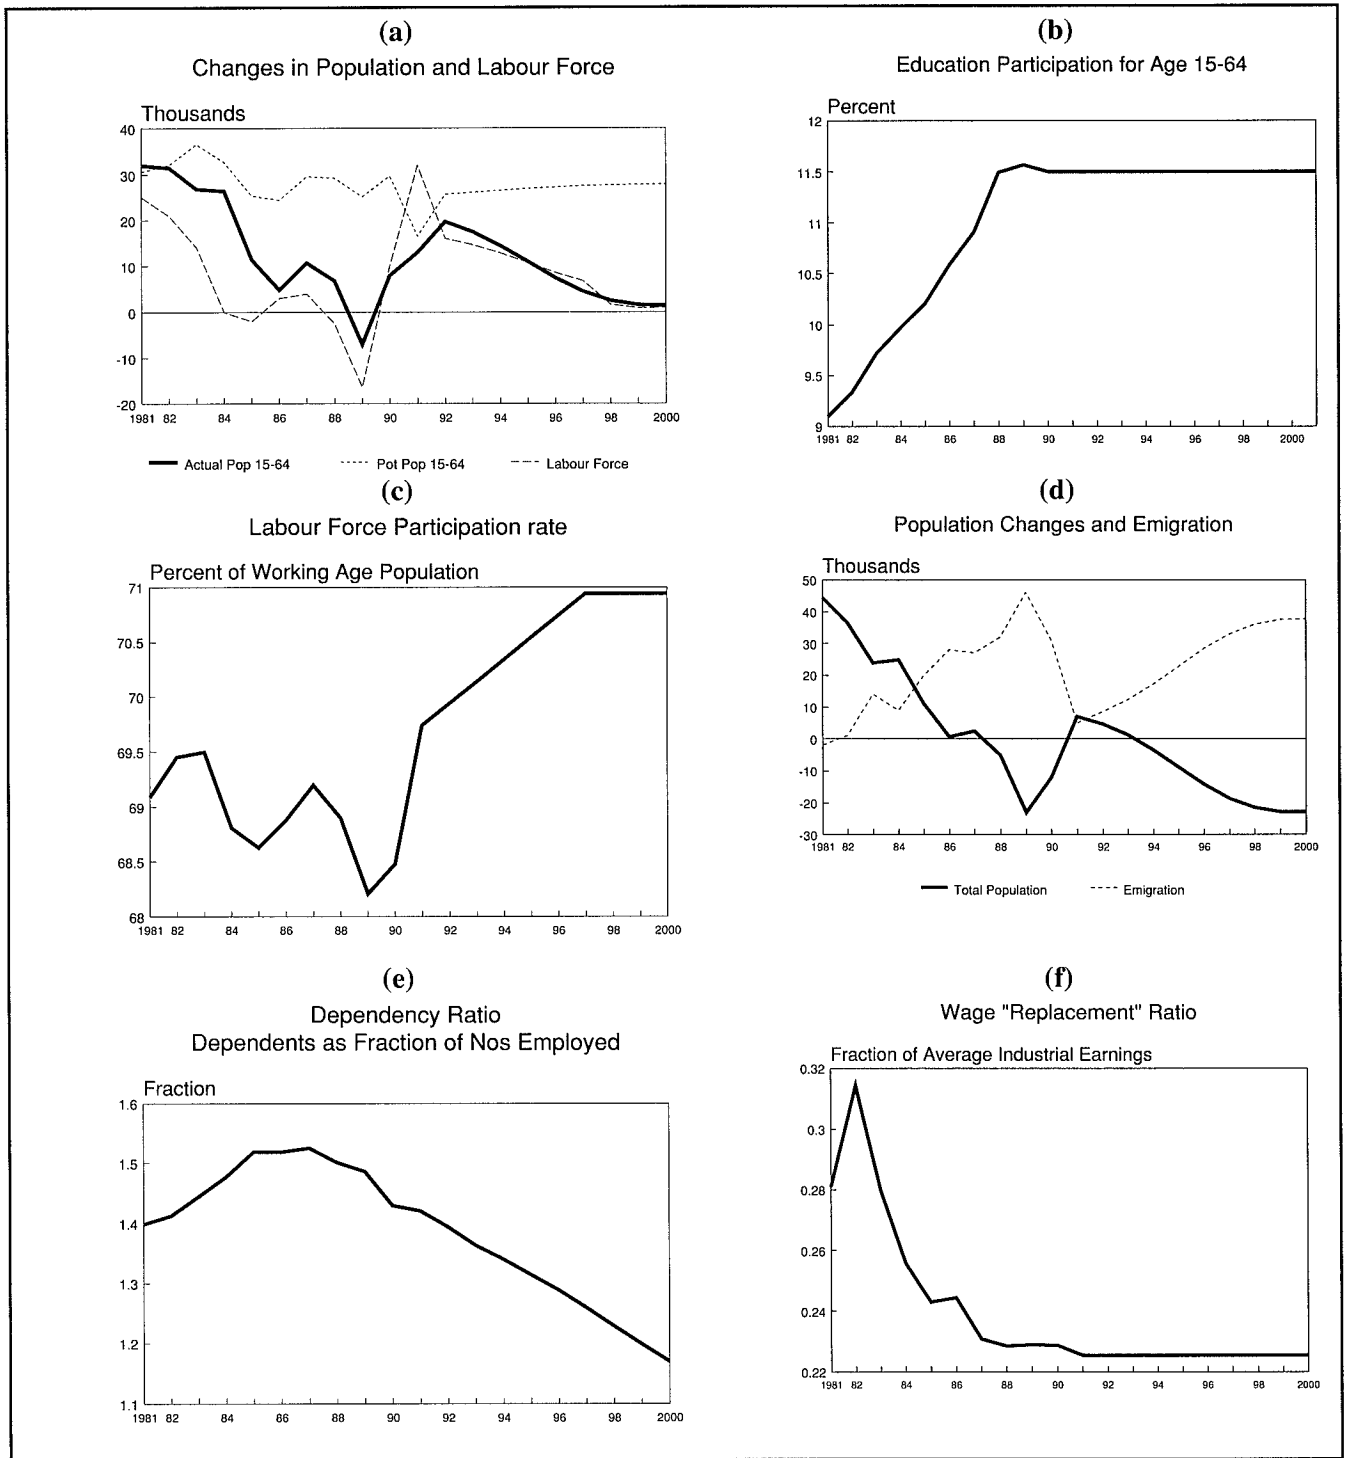 (a)
Changes in Population and Labour Force
Thousands
40
30
20
10
0
-10
-20
1981 82 84 86 88 90 92 94 96 98 2000
Actual Pop 15-64 Pot Pop 15-64 Labour Force
(b)
Education Participation for Age 15-64
Percent
12
11.5
11
10.5
10
9.5
9
1981 82 84 86 88 90 92 94 96 98 2000
(c)
Labour Force Participation rate
Percent of Working Age Population
71
70.5
70
69.5
69
68.5
68
1981 82 84 86 88 90 92 94 96 98 2000
(d)
Population Changes and Emigration
Thousands
50
40
30
20
10
0
-10
-20
-30
1981 82 84 86 88 90 92 94 96 98 2000
Total Population Emigration
(e)
Dependency Ratio
Dependents as Fraction of Nos Employed
Fraction
1.6
1.5
1.4
1.3
1.2
1.1
1981 82 84 86 88 90 92 94 96 98 2000
(f)
Wage "Replacement" Ratio
Fraction of Average Industrial Earnings
0.32
0.3
0.28
0.26
0.24
0.22
1981 82 84 86 88 90 92 94 96 98 2000